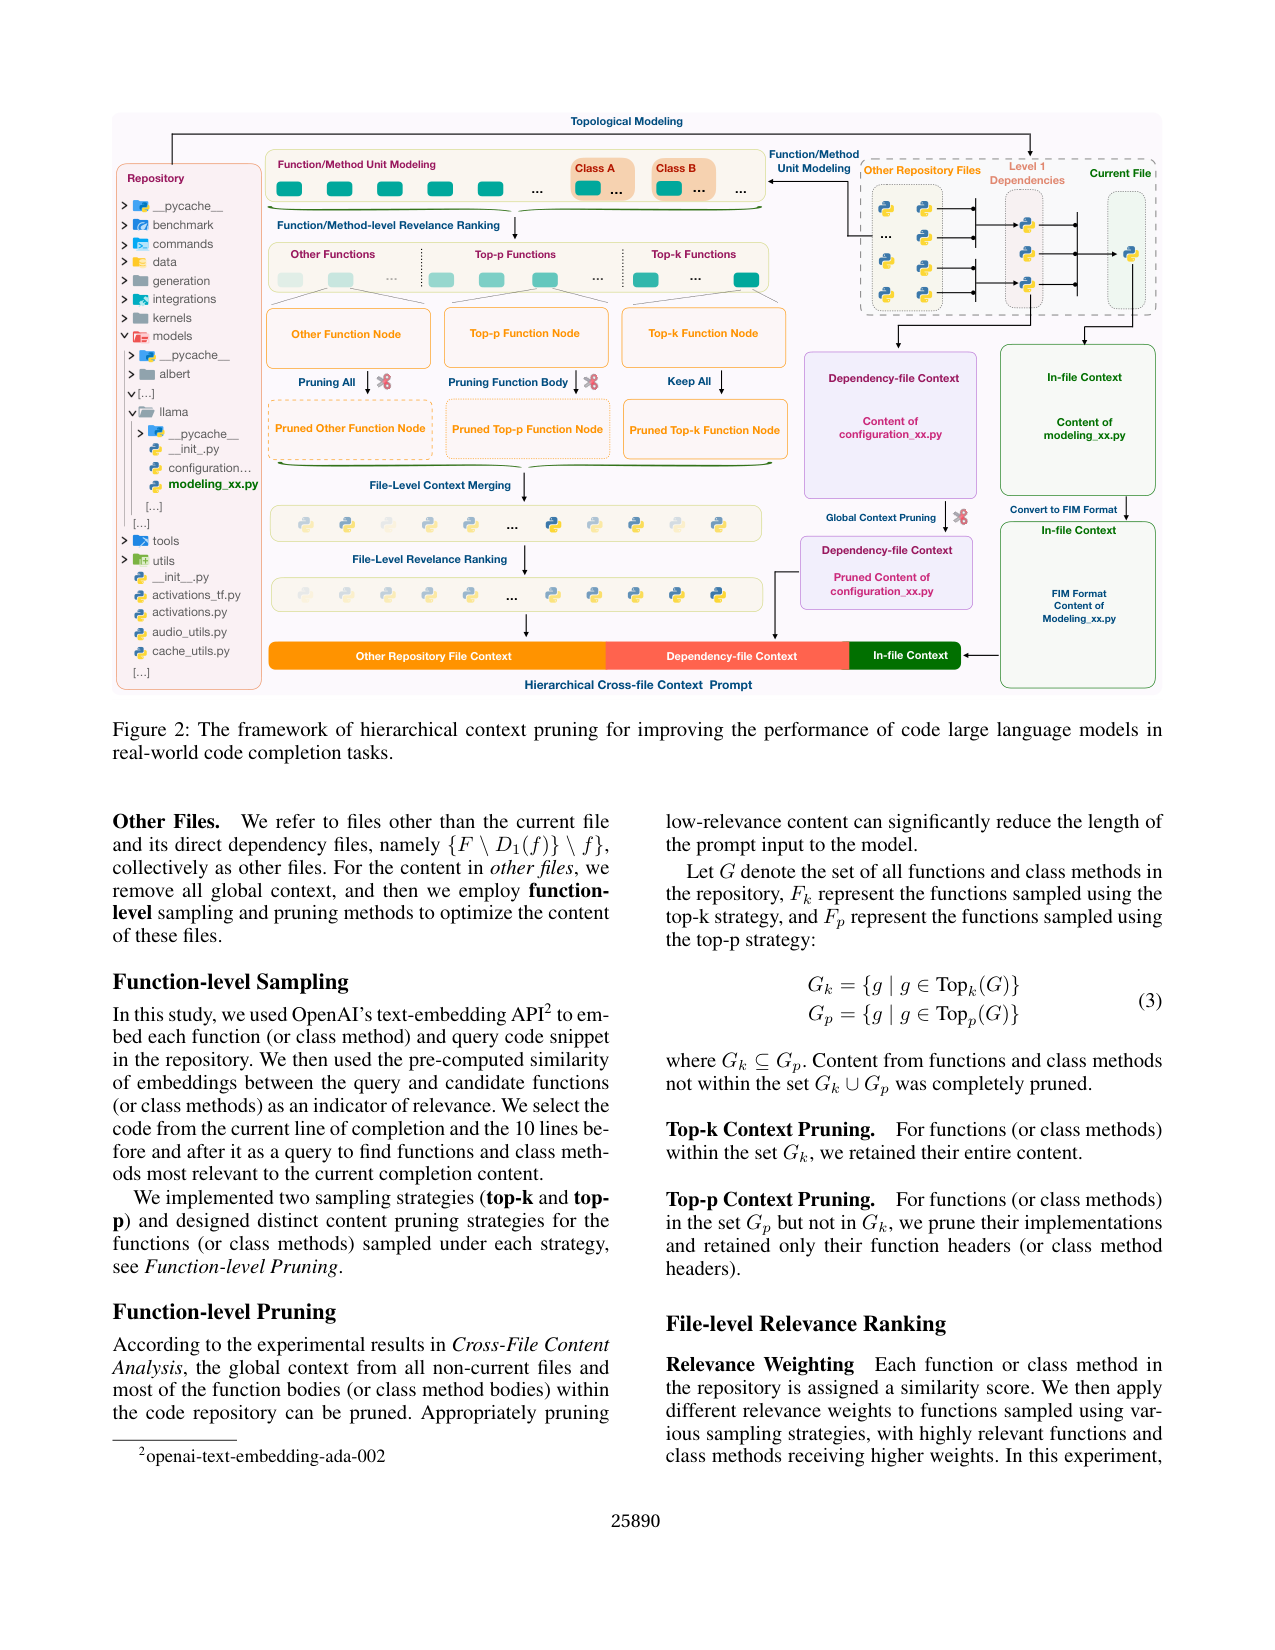 Topological Modeling
Repository
__pycache__
benchmark
commands
data
generation
integrations
kernels
models
__pycache__
albert
[...]
llama
__pycache__
__init_.py
configuration...
modeling_xx.py
[...]
[...]
tools
utils
__init__.py
activations_tf.py
activations.py
audio_utils.py
cache_utils.py
[...]
Function/Method Unit Modeling
Class A
Class B
... ... ... ...
Function/Method
Unit Modeling
Other Repository Files
Level 1
Dependencies
Current File
...
Function/Method-level Revelance Ranking
Other Functions
Top-p Functions
Top-k Functions
... ... ...
Other Function Node
Top-p Function Node
Top-k Function Node
Pruning All
Pruning Function Body
Keep All
Pruned Other Function Node
Pruned Top-p Function Node
Pruned Top-k Function Node
File-Level Context Merging
...
File-Level Revelance Ranking
...
Dependency-file Context
Content of
configuration_xx.py
Global Context Pruning
Dependency-file Context
Pruned Content of
configuration_xx.py
In-file Context
Content of
modeling_xx.py
Convert to FIM Format
In-file Context
FIM Format
Content of
Modeling_xx.py
Other Repository File Context
Dependency-file Context
In-file Context
Hierarchical Cross-file Context Prompt
Figure 2: The framework of hierarchical context pruning for improving the performance of code large language models in
real-world code completion tasks.
Other Files. We refer to files other than the current file
and its direct dependency files, namely {F \ D₁(f)} \ f},
collectively as other files. For the content in other files, we
remove all global context, and then we employ function-
level sampling and pruning methods to optimize the content
of these files.
Function-level Sampling
In this study, we used OpenAI's text-embedding API² to em-
bed each function (or class method) and query code snippet
in the repository. We then used the pre-computed similarity
of embeddings between the query and candidate functions
(or class methods) as an indicator of relevance. We select the
code from the current line of completion and the 10 lines be-
fore and after it as a query to find functions and class meth-
ods most relevant to the current completion content.
We implemented two sampling strategies (top-k and top-
p) and designed distinct content pruning strategies for the
functions (or class methods) sampled under each strategy,
see Function-level Pruning.
Function-level Pruning
According to the experimental results in Cross-File Content
Analysis, the global context from all non-current files and
most of the function bodies (or class method bodies) within
the code repository can be pruned. Appropriately pruning
²openai-text-embedding-ada-002
low-relevance content can significantly reduce the length of
the prompt input to the model.
Let G denote the set of all functions and class methods in
the repository, F_k represent the functions sampled using the
top-k strategy, and F_p represent the functions sampled using
the top-p strategy:
G_k = {g | g ∈ Top_k(G)}
G_p = {g | g ∈ Top_p(G)}
(3)
where G_k ⊆ G_p. Content from functions and class methods
not within the set G_k ∪ G_p was completely pruned.
Top-k Context Pruning. For functions (or class methods)
within the set G_k, we retained their entire content.
Top-p Context Pruning. For functions (or class methods)
in the set G_p but not in G_k, we prune their implementations
and retained only their function headers (or class method
headers).
File-level Relevance Ranking
Relevance Weighting Each function or class method in
the repository is assigned a similarity score. We then apply
different relevance weights to functions sampled using var-
ious sampling strategies, with highly relevant functions and
class methods receiving higher weights. In this experiment,
25890